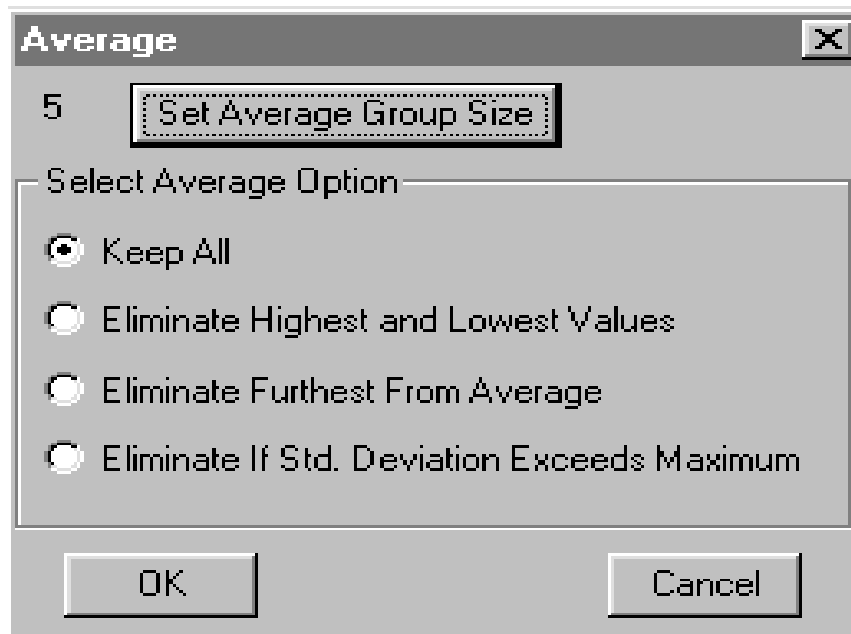 Average
5 Set Average Group Size
Select Average Option
Keep All
Eliminate Highest and Lowest Values
Eliminate Furthest From Average
Eliminate If Std. Deviation Exceeds Maximum
OK Cancel